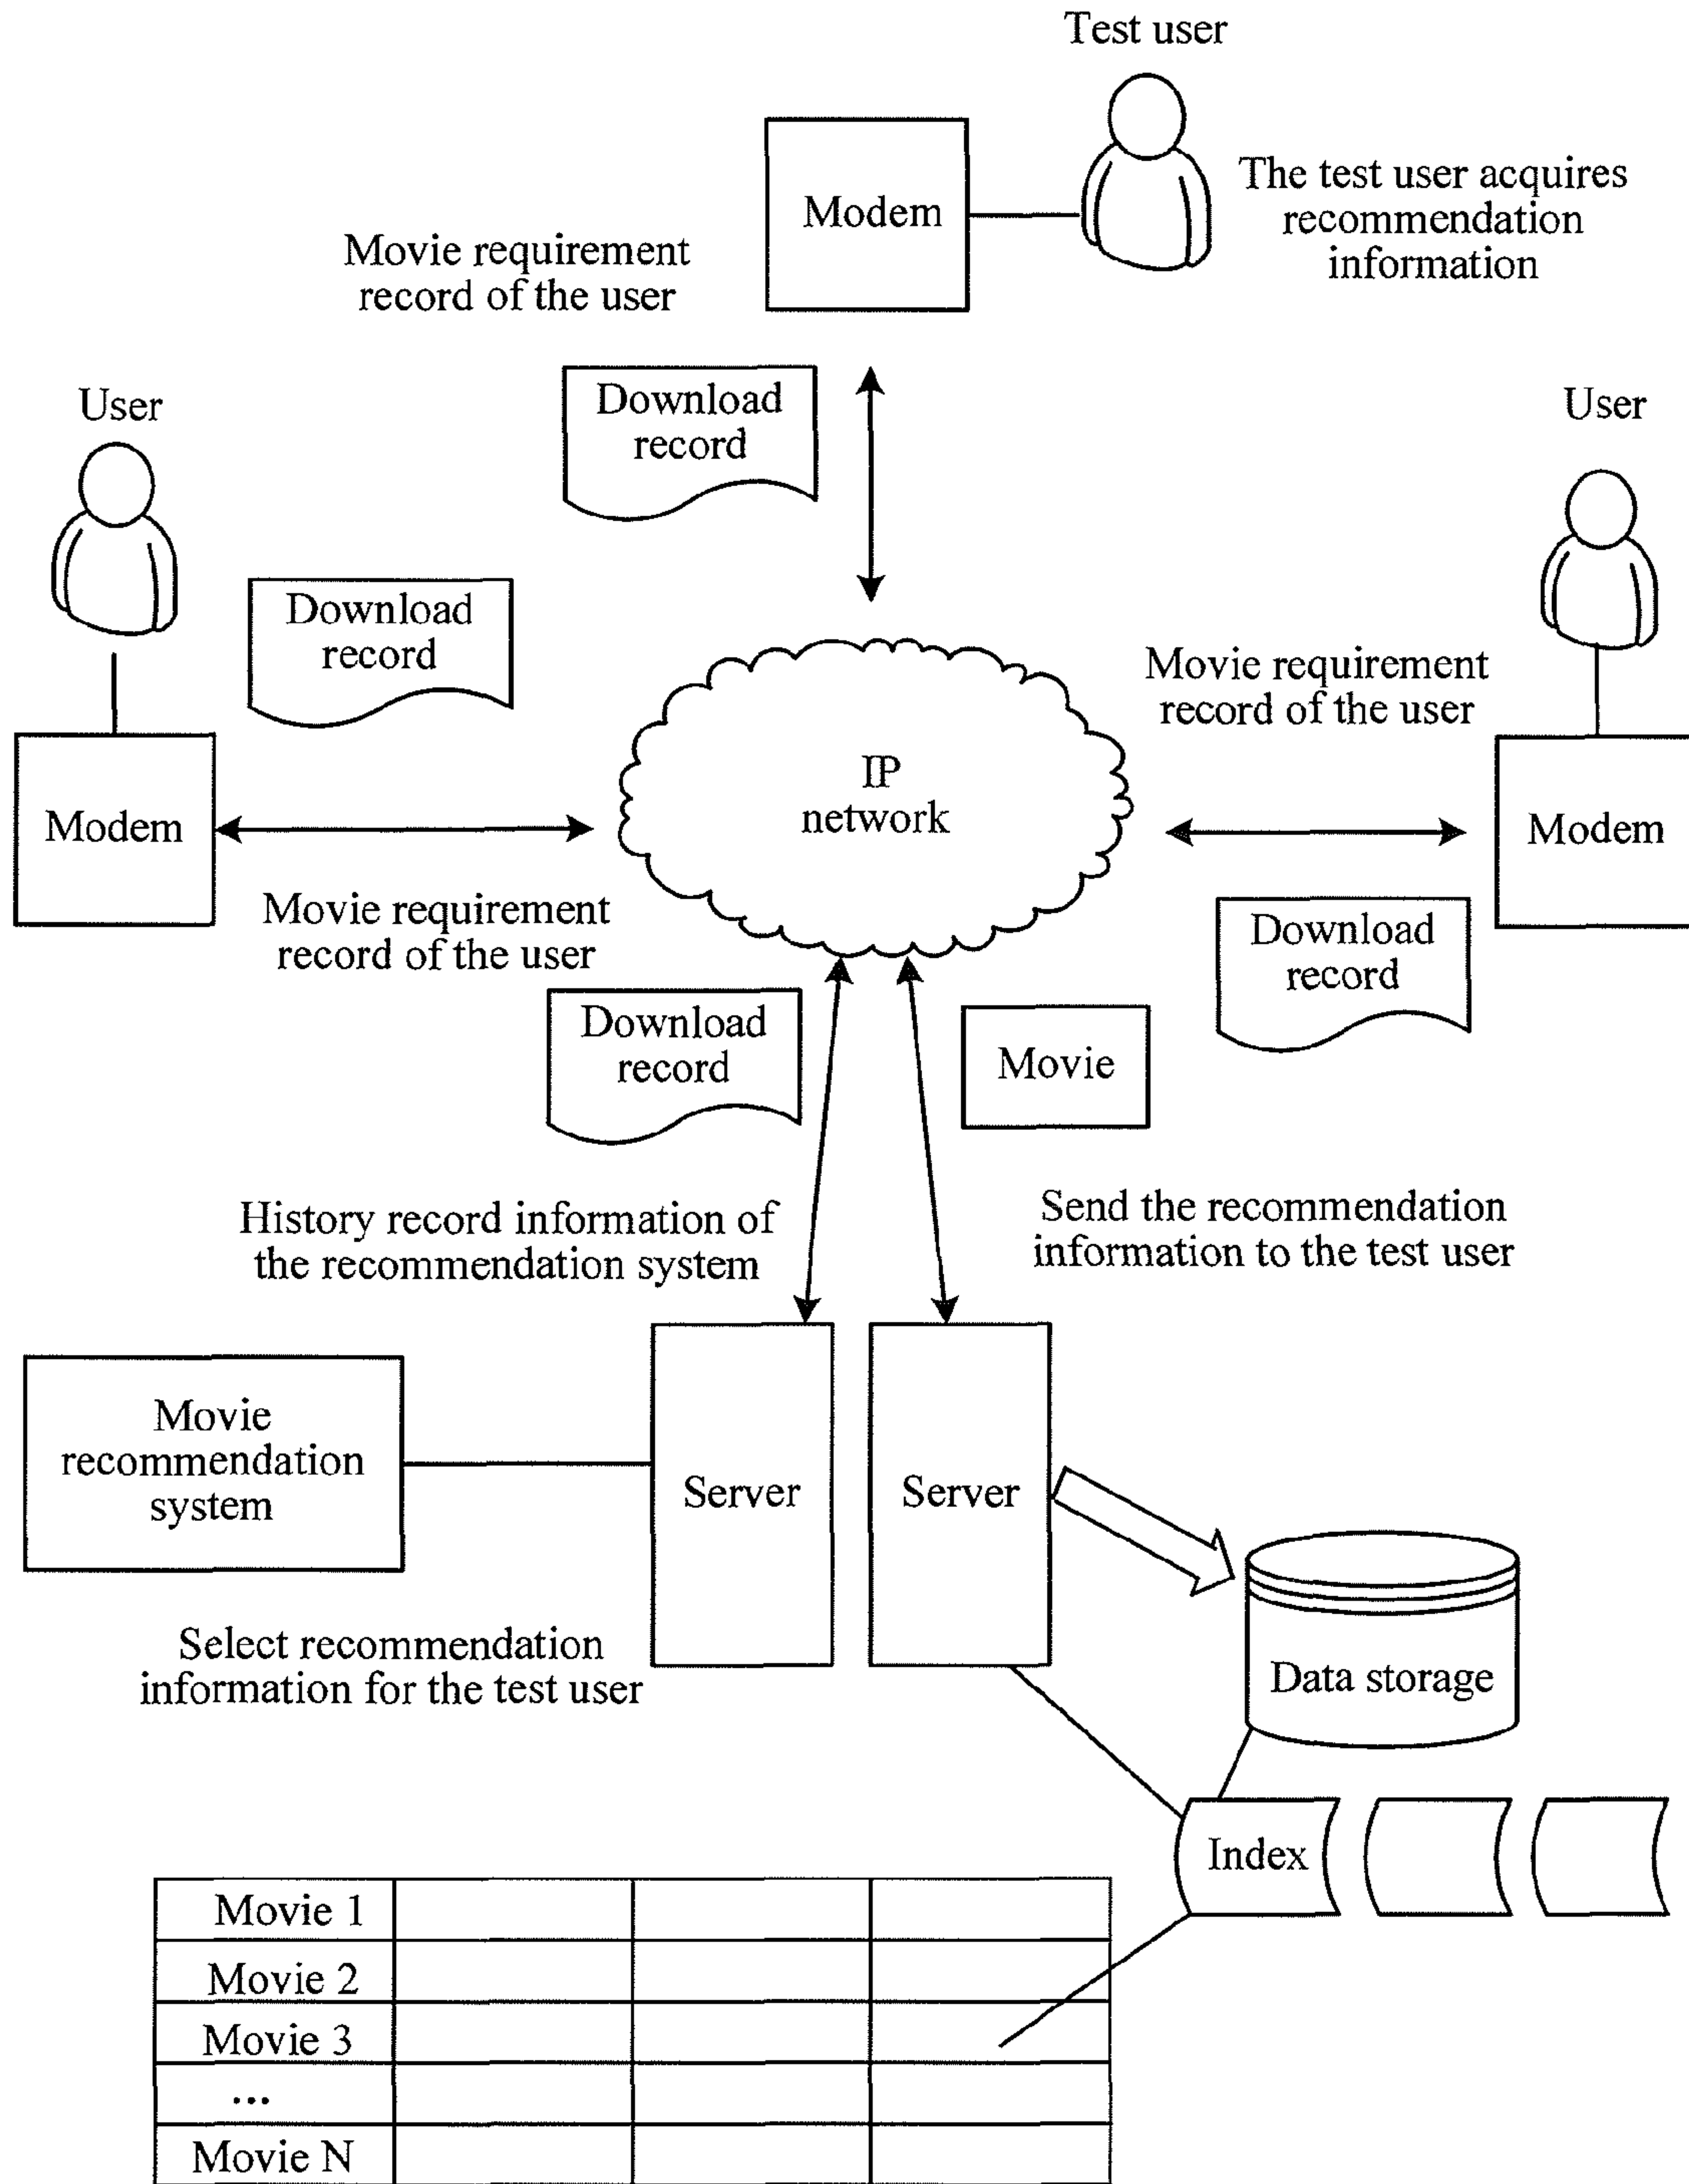 Test user
Modem
The test user acquires
recommendation
information
Movie requirement
record of the user
Download
record
User
User
Download
record
Movie requirement
record of the user
IP
network
Modem
Modem
Movie requirement
record of the user
Download
record
Download
record
Movie
History record information of
the recommendation system
Send the recommendation
information to the test user
Movie
recommendation
system
Server
Server
Select recommendation
information for the test user
Data storage
Index
Movie 1
Movie 2
Movie 3
...
Movie N